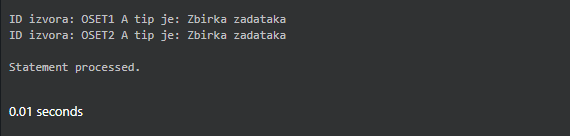 ID izvora: OSET1 A tip je: Zbirka zadataka
ID izvora: OSET2 A tip je: Zbirka zadataka
Statement processed.
0.01 seconds